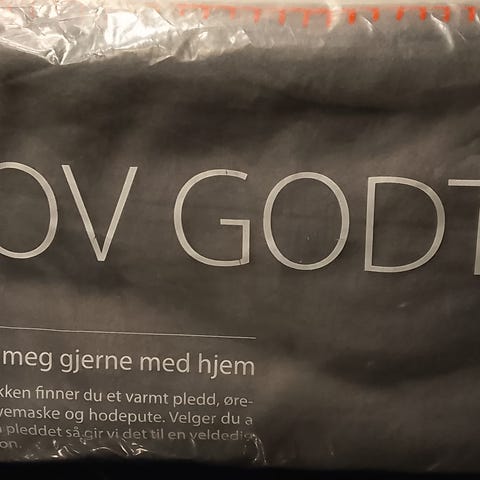 OV GODT
meg gjerne med hjem
kken finner du et varmt pledd, øre-
vemaske og hodepute. Velger du a
pleddet så gir vi det til en veldedig
on.